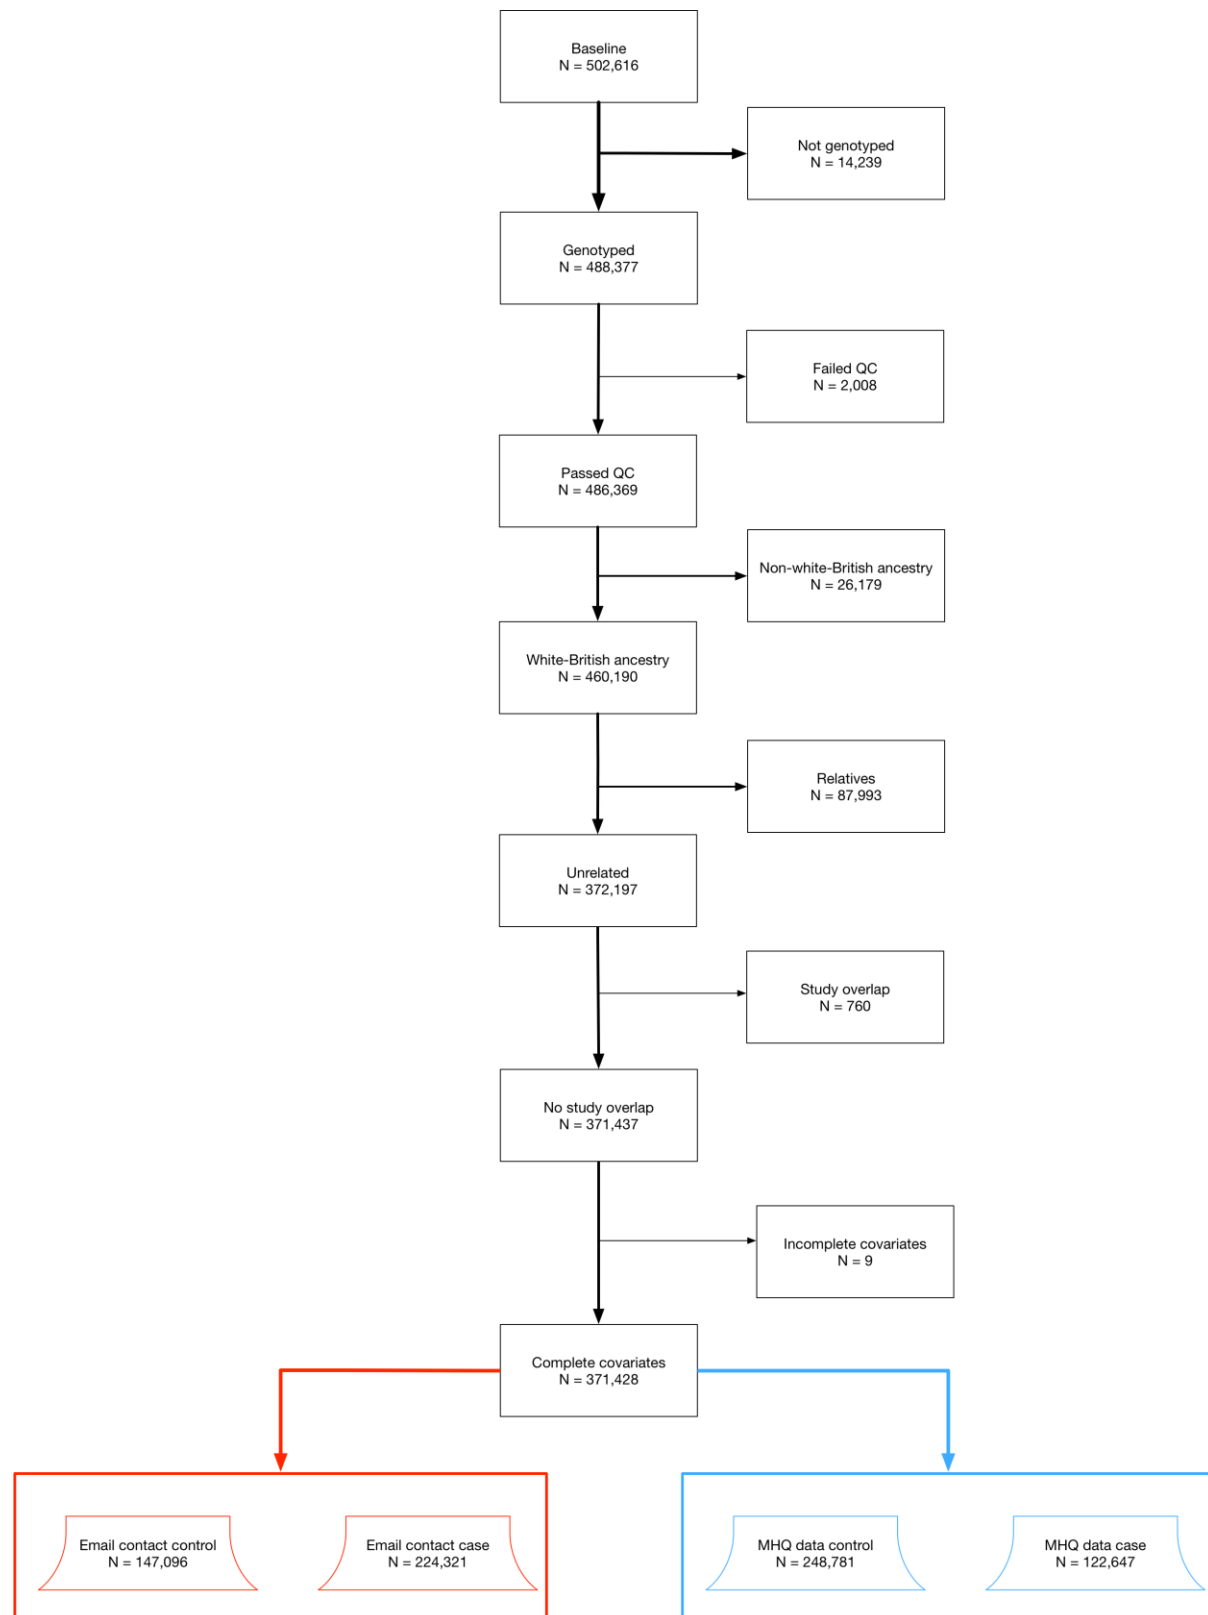 Baseline
N = 502,616
Not genotyped
N = 14,239
Genotyped
N = 488,377
Failed QC
N = 2,008
Passed QC
N = 486,369
Non-white-British ancestry
N = 26,179
White-British ancestry
N = 460,190
Relatives
N = 87,993
Unrelated
N = 372,197
Study overlap
N = 760
No study overlap
N = 371,437
Incomplete covariates
N = 9
Complete covariates
N = 371,428
Email contact control
N = 147,096
Email contact case
N = 224,321
MHQ data control
N = 248,781
MHQ data case
N = 122,647